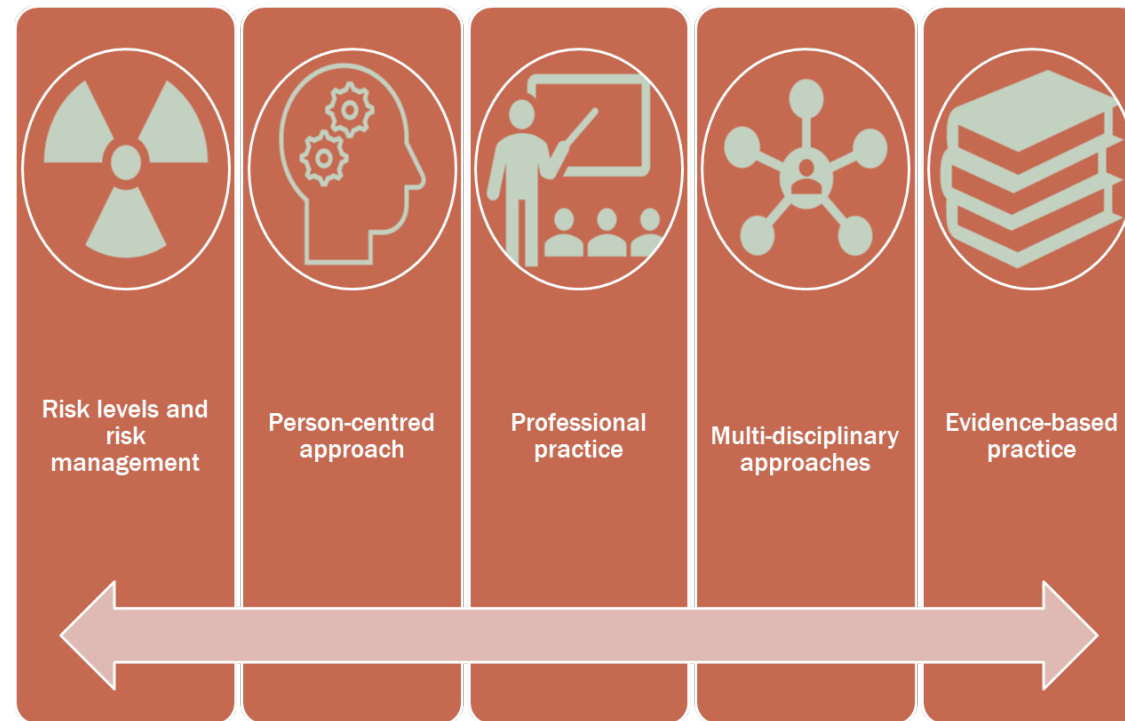 Risk levels and
risk
management
Person-centred
approach
Professional
practice
Multi-disciplinary
approaches
Evidence-based
practice